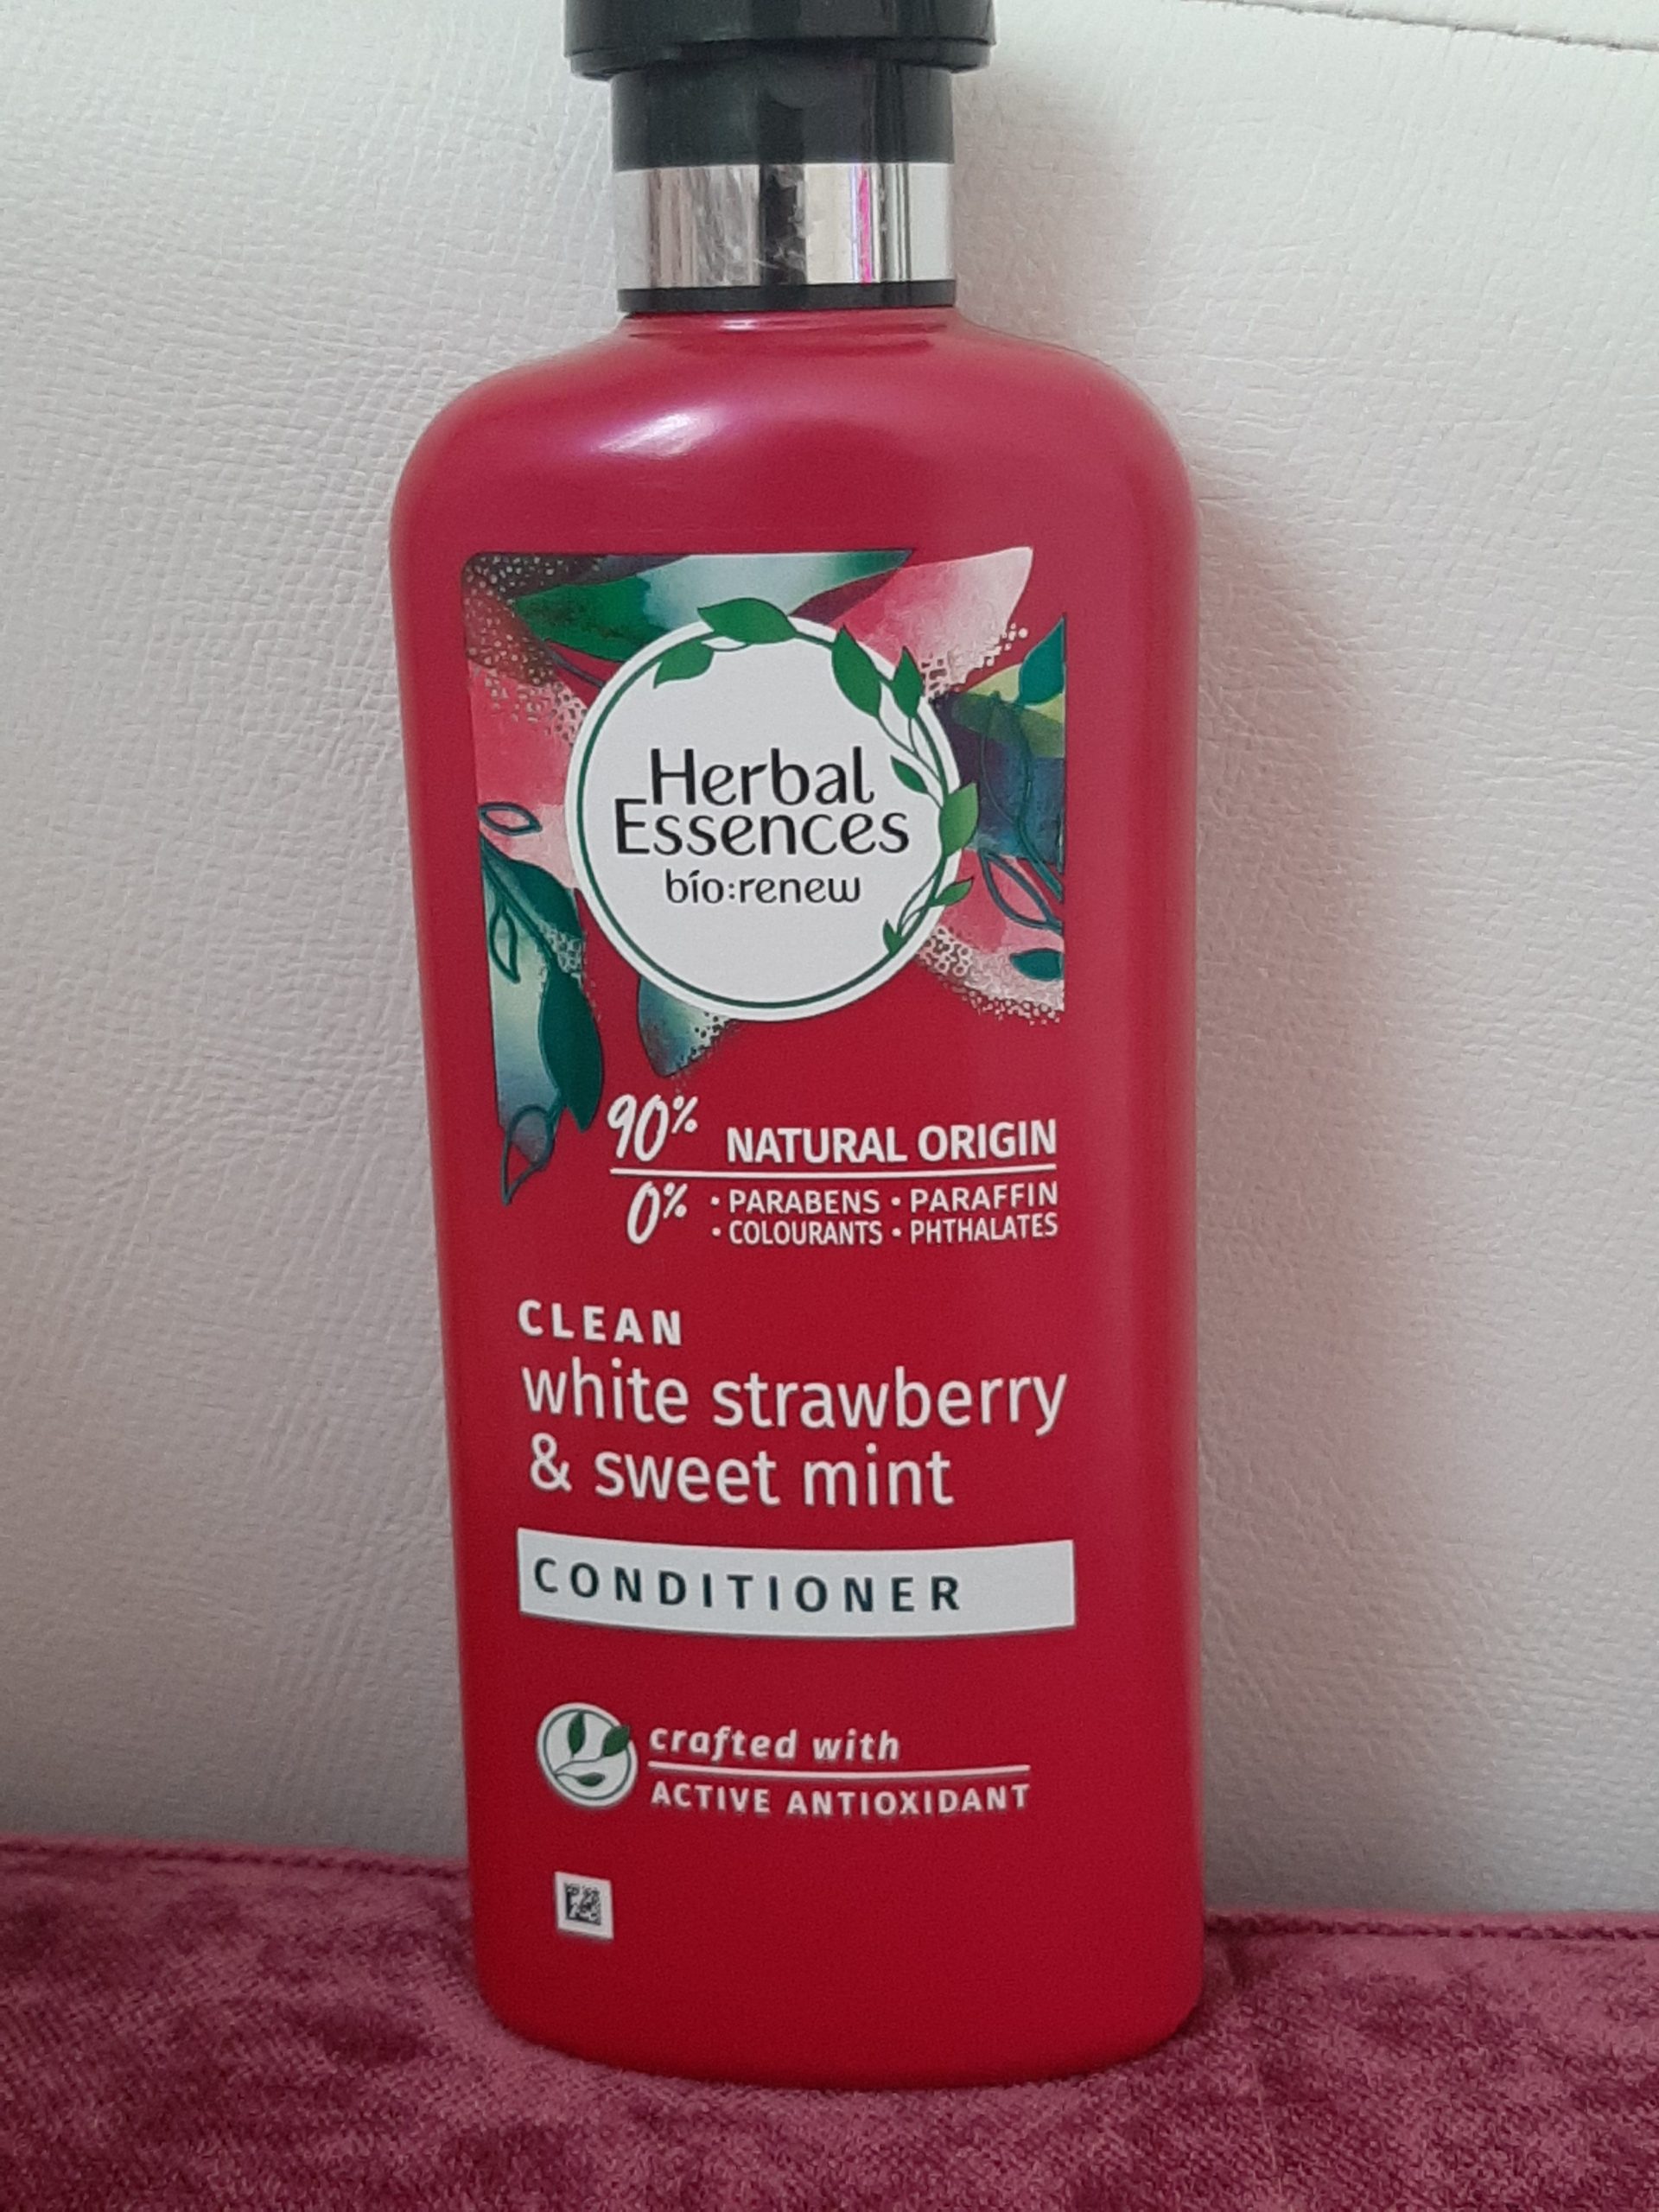 Herbal
Essences
bío:renew
90% NATURAL ORIGIN
0% • PARABENS • PARAFFIN
• COLOURANTS • PHTHALATES
CLEAN
white strawberry
& sweet mint
CONDITIONER
crafted with
ACTIVE ANTIOXIDANT